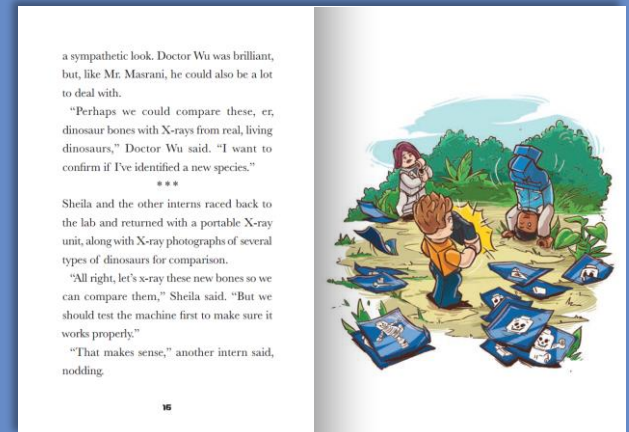 a sympathetic look. Doctor Wu was brilliant,
but, like Mr. Masrani, he could also be a lot
to deal with.
“Perhaps we could compare these, er,
dinosaur bones with X-rays from real, living
dinosaurs,” Doctor Wu said. “I want to
confirm if I’ve identified a new species.”
***
Sheila and the other interns raced back to
the lab and returned with a portable X-ray
unit, along with X-ray photographs of several
types of dinosaurs for comparison.
“All right, let’s x-ray these new bones so we
can compare them,” Sheila said. “But we
should test the machine first to make sure it
works properly.”
“That makes sense,” another intern said,
nodding.
16